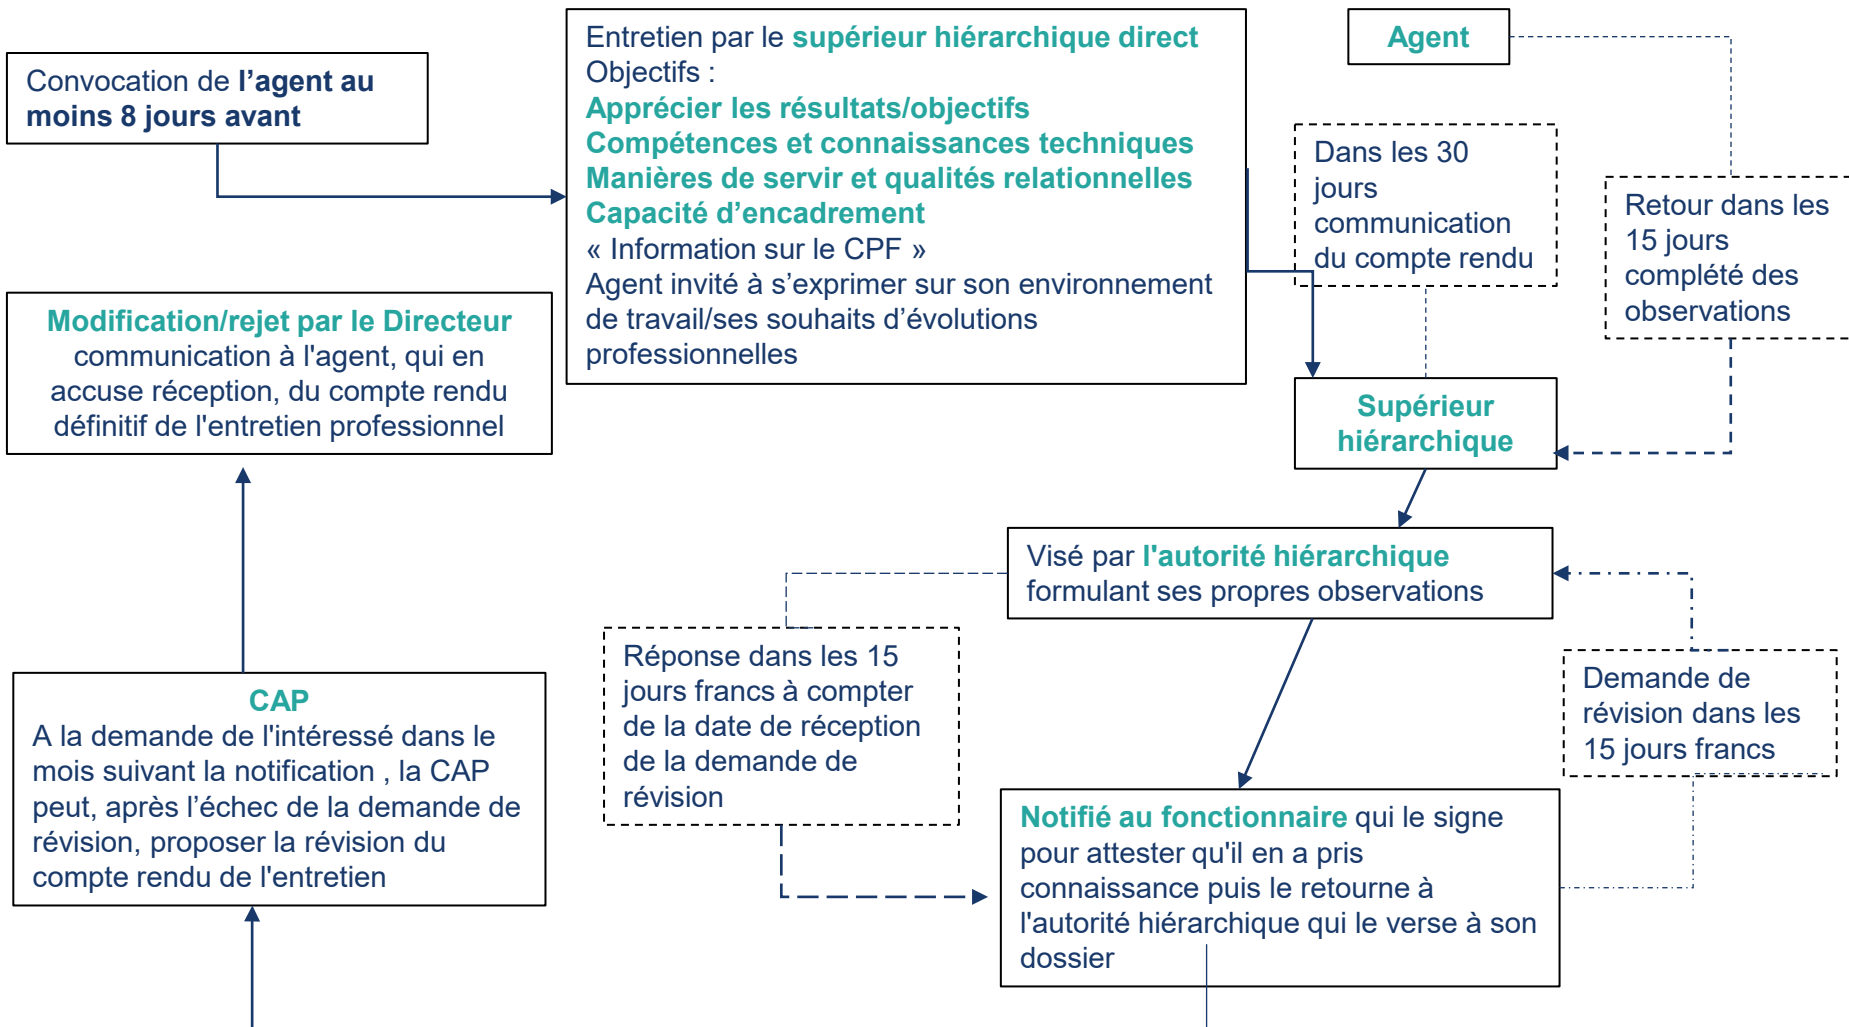 Convocation de l’agent au
moins 8 jours avant
Entretien par le supérieur hiérarchique direct
Objectifs :
Apprécier les résultats/objectifs
Compétences et connaissances techniques
Manières de servir et qualités relationnelles
Capacité d’encadrement
« Information sur le CPF »
Agent invité à s’exprimer sur son environnement
de travail/ses souhaits d’évolutions
professionnelles
Agent
Dans les 30
jours
communication
du compte rendu
Retour dans les
15 jours
complété des
observations
Supérieur
hiérarchique
Visé par l'autorité hiérarchique
formulant ses propres observations
Demande de
révision dans les
15 jours francs
Réponse dans les 15
jours francs à compter
de la date de réception
de la demande de
révision
Notifié au fonctionnaire qui le signe
pour attester qu'il en a pris
connaissance puis le retourne à
l'autorité hiérarchique qui le verse à son
dossier
CAP
A la demande de l'intéressé dans le
mois suivant la notification , la CAP
peut, après l’échec de la demande de
révision, proposer la révision du
compte rendu de l'entretien
Modification/rejet par le Directeur
communication à l'agent, qui en
accuse réception, du compte rendu
définitif de l'entretien professionnel